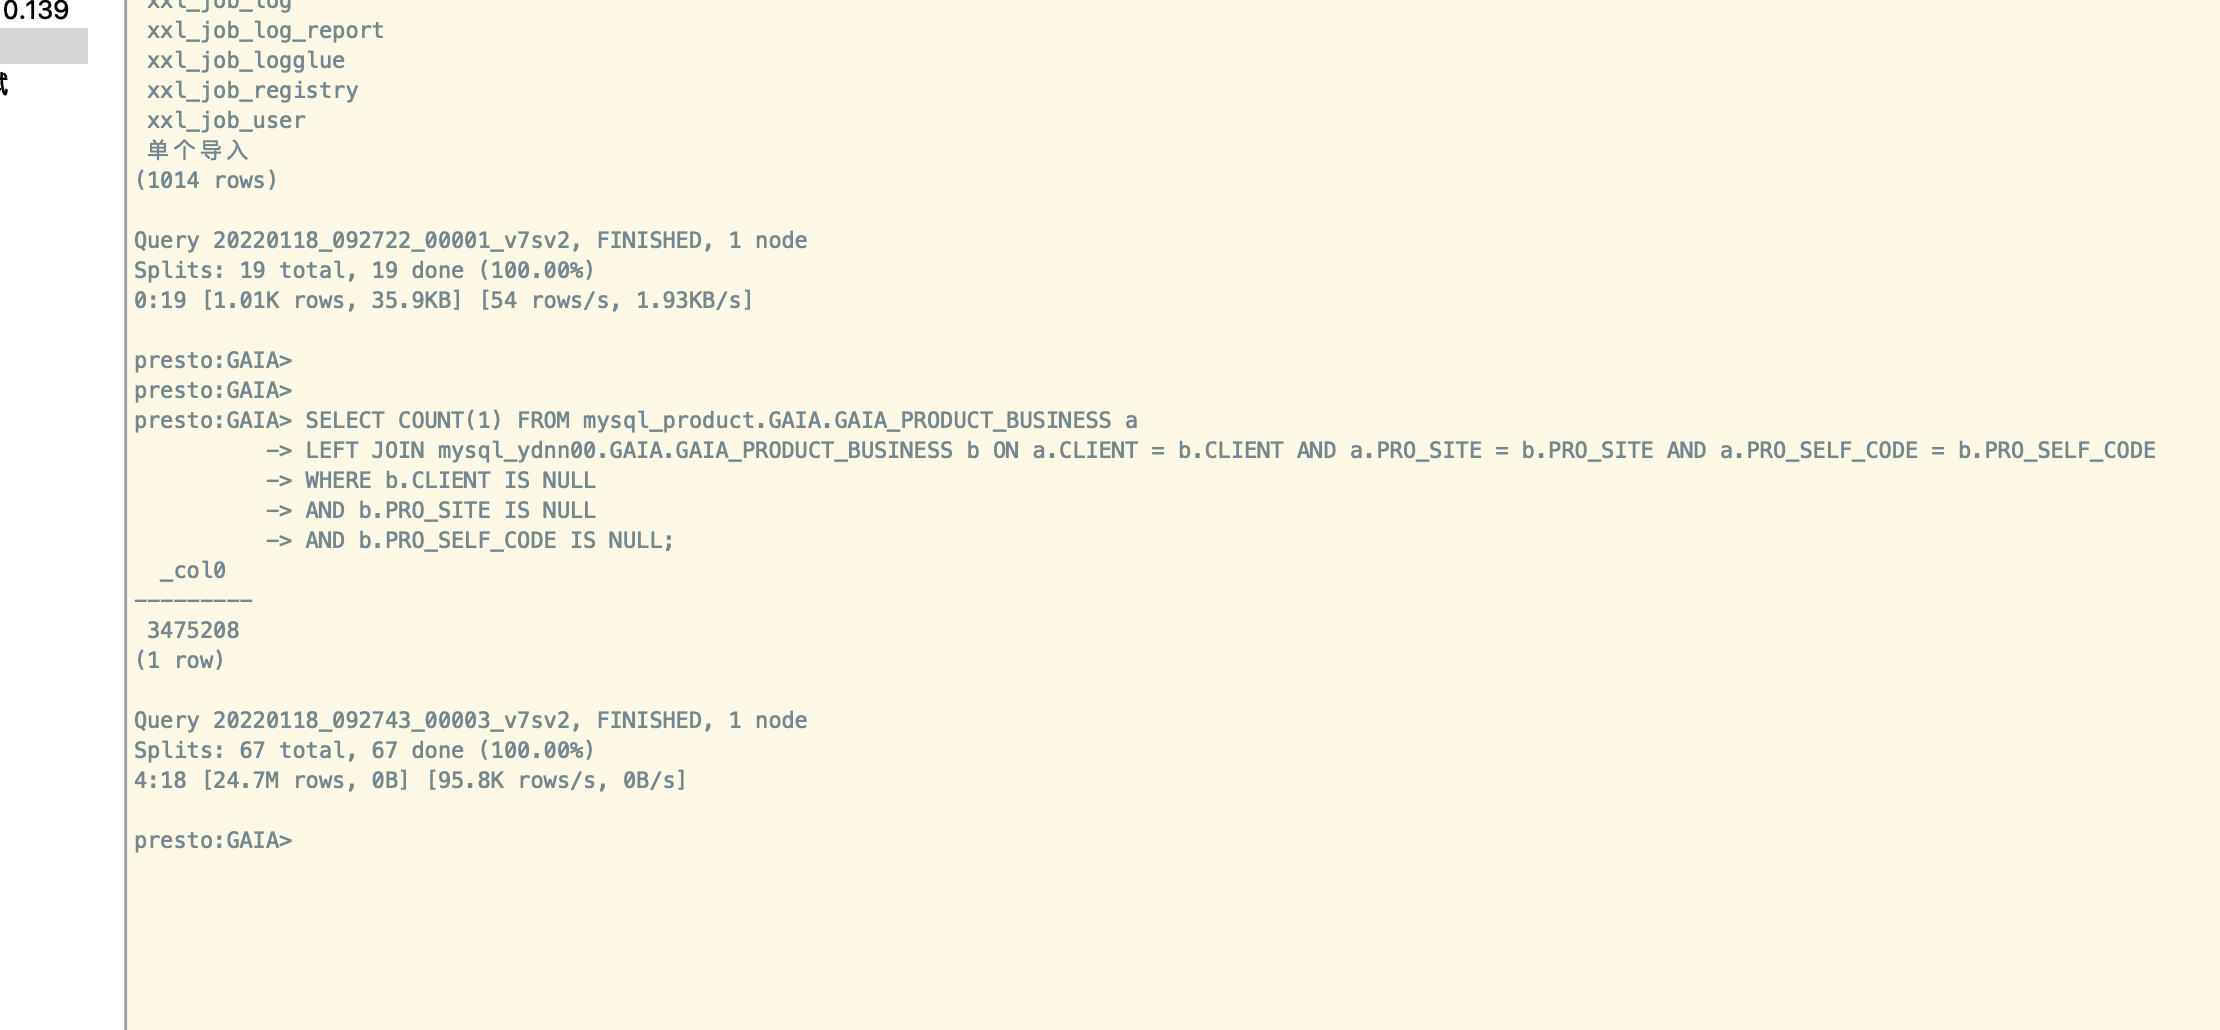 0.139
试
xxl_job_log
xxl_job_log_report
xxl_job_logglue
xxl_job_registry
xxl_job_user
单个导入
(1014 rows)
Query 20220118_092722_00001_v7sv2, FINISHED, 1 node
Splits: 19 total, 19 done (100.00%)
0:19 [1.01K rows, 35.9KB] [54 rows/s, 1.93KB/s]
presto:GAIA>
presto:GAIA>
presto:GAIA> SELECT COUNT(1) FROM mysql_product.GAIA.GAIA_PRODUCT_BUSINESS a
-> LEFT JOIN mysql_ydnn00.GAIA.GAIA_PRODUCT_BUSINESS b ON a.CLIENT = b.CLIENT AND a.PRO_SITE = b.PRO_SITE AND a.PRO_SELF_CODE = b.PRO_SELF_CODE
-> WHERE b.CLIENT IS NULL
-> AND b.PRO_SITE IS NULL
-> AND b.PRO_SELF_CODE IS NULL;
_col0
---------
3475208
(1 row)
Query 20220118_092743_00003_v7sv2, FINISHED, 1 node
Splits: 67 total, 67 done (100.00%)
4:18 [24.7M rows, 0B] [95.8K rows/s, 0B/s]
presto:GAIA>